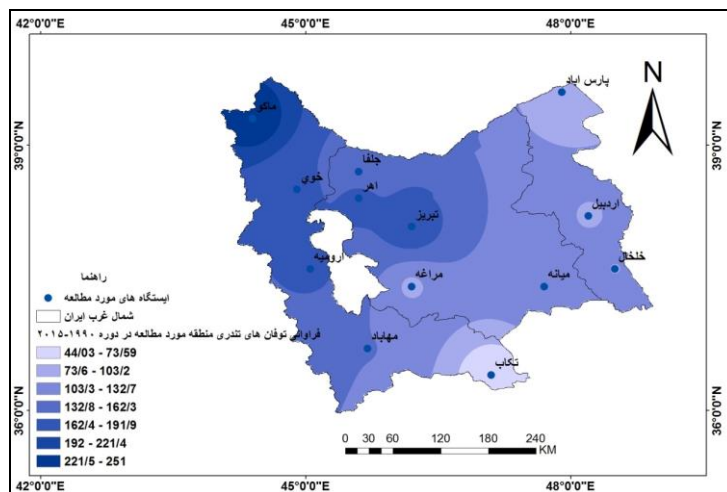 42°0'0"E
45°0'0"E
48°0'0"E
N
39°0'0"N
39°0'0"N
36°0'0"N
36°0'0"N
پارس اباد
ماکو
جلفا
خوي
اهر
تبریز
اردبیل
ارومیه
خلخال
مراغه
میانه
مهاباد
تکاب
راهنما
ایستگاه های مورد مطالعه
شمال غرب ایران
فراوانی توفان های تندری منطقه مورد مطالعه در دوره ۱۹۹۰-۲۰۱۵
44/03 - 73/59
73/6 - 103/2
103/3 - 132/7
132/8 - 162/3
162/4 - 191/9
192 - 221/4
221/5 - 251
0 30 60 120 180 240
KM
42°0'0"E
45°0'0"E
48°0'0"E